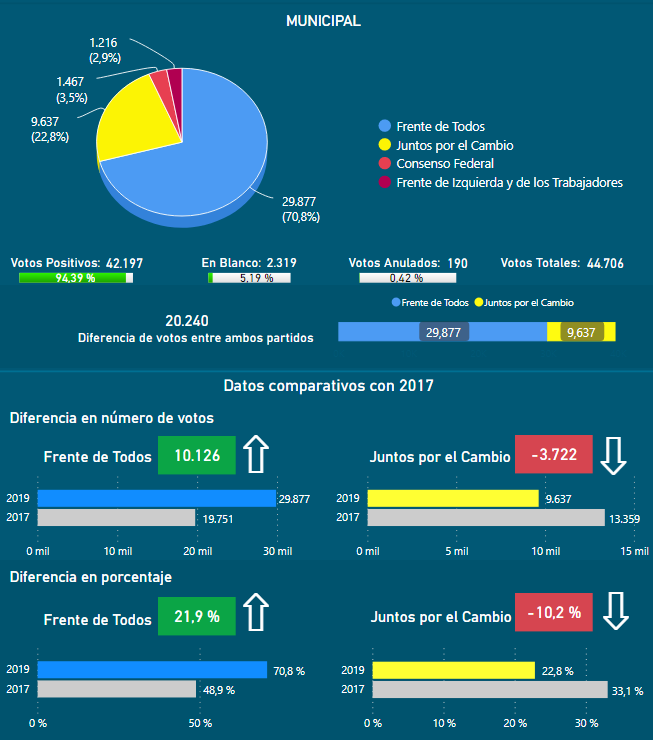 MUNICIPAL
1.216
(2,9%)
1.467
(3,5%)
9.637
(22,8%)
29.877
(70,8%)
Frente de Todos
Juntos por el Cambio
Consenso Federal
Frente de Izquierda y de los Trabajadores
Votos Positivos: 42.197
94,39 %
En Blanco: 2.319
5,19 %
Votos Anulados: 190
0,42 %
Votos Totales: 44.706
20.240
Diferencia de votos entre ambos partidos
Frente de Todos Juntos por el Cambio
29,877 9,637
Datos comparativos con 2017
Diferencia en número de votos
Frente de Todos 10.126
2019 29.877
2017 19.751
0 mil 10 mil 20 mil 30 mil
Juntos por el Cambio -3.722
2019 9.637
2017 13.359
0 mil 5 mil 10 mil 15 mil
Diferencia en porcentaje
Frente de Todos 21,9 %
2019 70,8 %
2017 48,9 %
0 % 50 %
Juntos por el Cambio -10,2 %
2019 22,8 %
2017 33,1 %
0 % 10 % 20 % 30 %